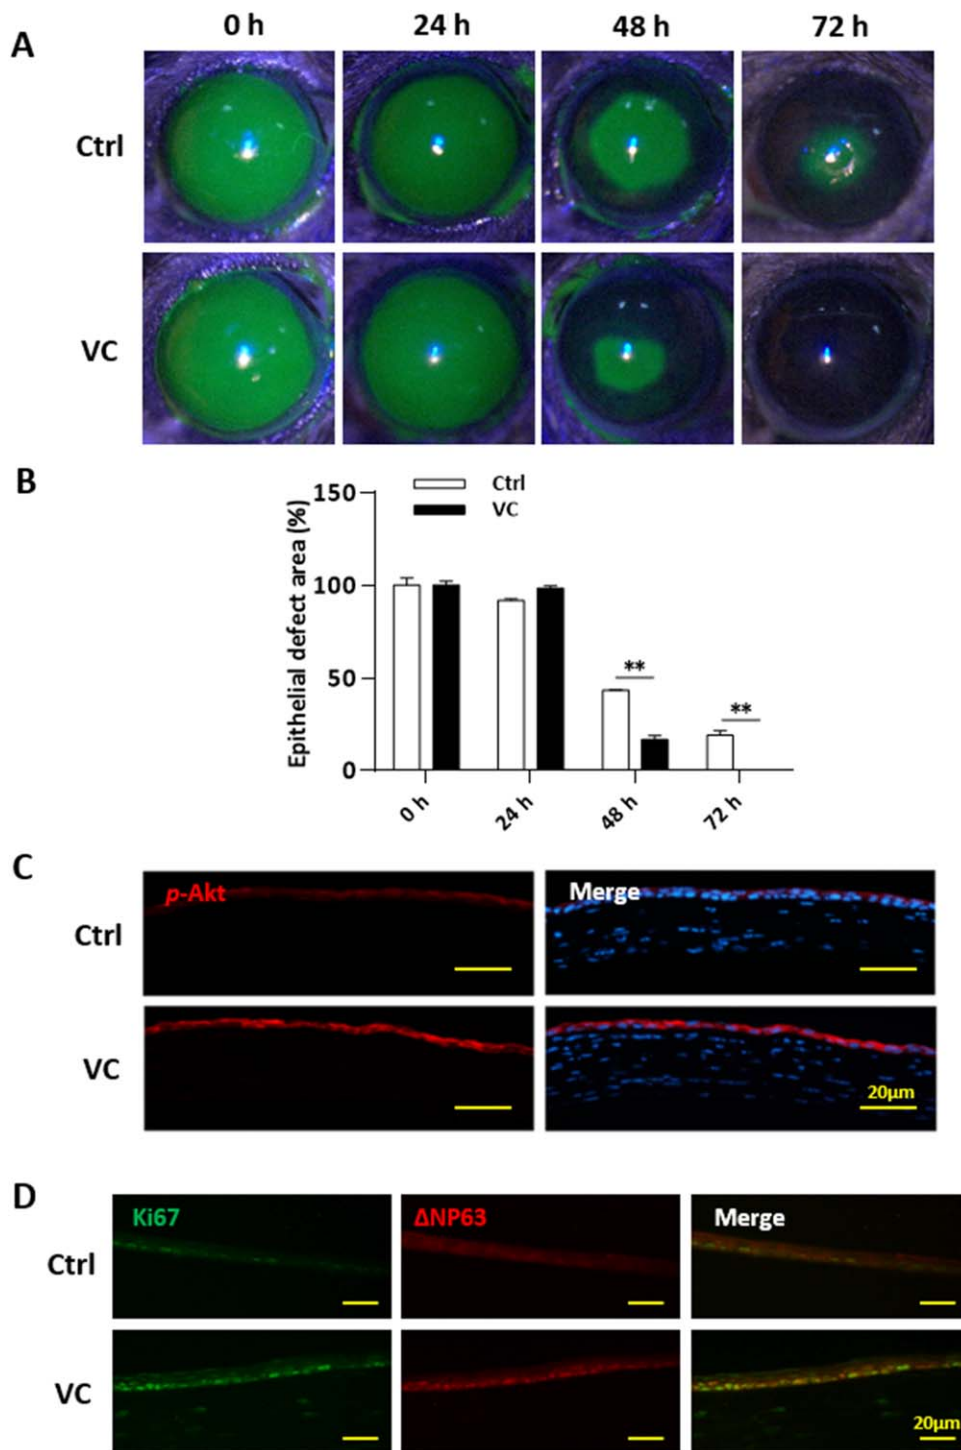 0 h 24 h 48 h 72 h
A
Ctrl
VC
B
Ctrl
VC
Epithelial defect area (%)
150
100
50
0
**
**
0 h 24 h 48 h 72 h
C
p-Akt Merge
Ctrl
VC
20μm
D
Ki67 ΔNP63 Merge
Ctrl
VC
20μm